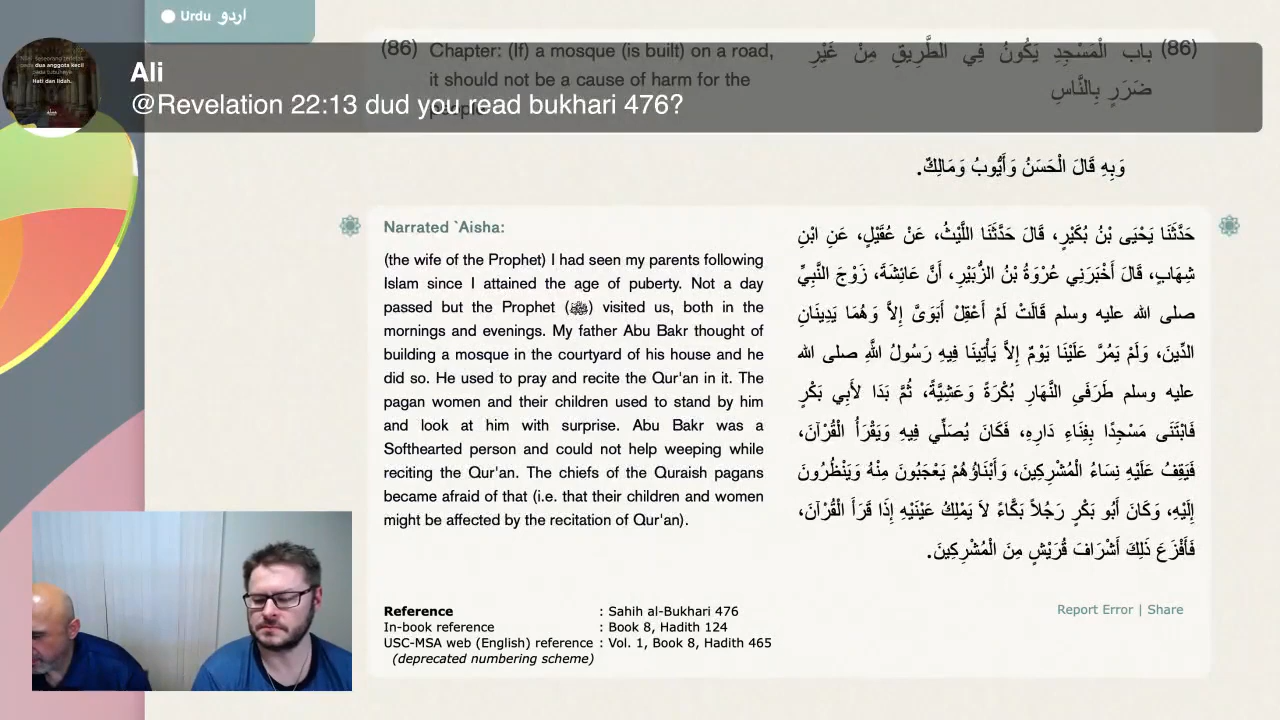 Urdu اردو
Ali
@Revelation 22:13 dud you read bukhari 476?
(86) Chapter: (If) a mosque (is built) on a road,
it should not be a cause of harm for the
people
(86) باب الْمَسْجِدِ يَكُونُ فِي الطَّرِيقِ مِنْ غَيْرِ
ضَرَرٍ بِالنَّاسِ
وَبِهِ قَالَ الْحَسَنُ وَأَيُّوبُ وَمَالِكٌ.
Narrated `Aisha:
(the wife of the Prophet) I had seen my parents following
Islam since I attained the age of puberty. Not a day
passed but the Prophet (ﷺ) visited us, both in the
mornings and evenings. My father Abu Bakr thought of
building a mosque in the courtyard of his house and he
did so. He used to pray and recite the Qur'an in it. The
pagan women and their children used to stand by him
and look at him with surprise. Abu Bakr was a
Softhearted person and could not help weeping while
reciting the Qur'an. The chiefs of the Quraish pagans
became afraid of that (i.e. that their children and women
might be affected by the recitation of Qur'an).
حَدَّثَنَا يَحْيَى بْنُ بُكَيْرٍ، قَالَ حَدَّثَنَا اللَّيْثُ، عَنْ عُقَيْلٍ، عَنِ ابْنِ
شِهَابٍ، قَالَ أَخْبَرَنِي عُرْوَةُ بْنُ الزُّبَيْرِ، أَنَّ عَائِشَةَ، زَوْجَ النَّبِيِّ
صلى الله عليه وسلم قَالَتْ لَمْ أَعْقِلْ أَبَوَىَّ إِلاَّ وَهُمَا يَدِينَانِ
الدِّينَ، وَلَمْ يَمُرَّ عَلَيْنَا يَوْمٌ إِلاَّ يَأْتِينَا فِيهِ رَسُولُ اللَّهِ صلى الله
عليه وسلم طَرَفَىِ النَّهَارِ بُكْرَةً وَعَشِيَّةً، ثُمَّ بَدَا لأَبِي بَكْرٍ
فَابْتَنَى مَسْجِدًا بِفِنَاءِ دَارِهِ، فَكَانَ يُصَلِّي فِيهِ وَيَقْرَأُ الْقُرْآنَ،
فَيَقِفُ عَلَيْهِ نِسَاءُ الْمُشْرِكِينَ، وَأَبْنَاؤُهُمْ يَعْجَبُونَ مِنْهُ وَيَنْظُرُونَ
إِلَيْهِ، وَكَانَ أَبُو بَكْرٍ رَجُلاً بَكَّاءً لاَ يَمْلِكُ عَيْنَيْهِ إِذَا قَرَأَ الْقُرْآنَ،
فَأَفْزَعَ ذَلِكَ أَشْرَافَ قُرَيْشٍ مِنَ الْمُشْرِكِينَ.
Reference : Sahih al-Bukhari 476
In-book reference : Book 8, Hadith 124
USC-MSA web (English) reference : Vol. 1, Book 8, Hadith 465
(deprecated numbering scheme)
Report Error | Share